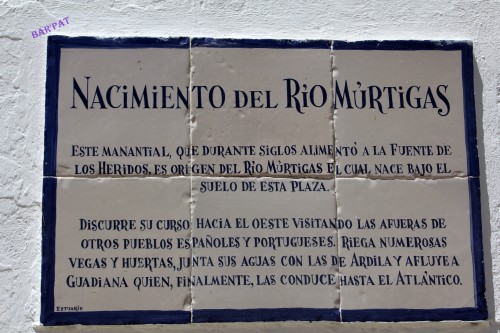 BARPAT
NACIMIENTO DEL RIO MÚRTIGAS
ESTE MANANTIAL, QUE DURANTE SIGLOS ALIMENTÓ A LA FUENTE DE
LOS HERIDOS, ES ORIGEN DEL RIO MÚRTIGAS EL CUAL NACE BAJO EL
SUELO DE ESTA PLAZA.
DISCURRE SU CURSO HACIA EL OESTE VISITANDO LAS AFUERAS DE
OTROS PUEBLOS ESPAÑOLES Y PORTUGUESES. RIEGA NUMEROSAS
VEGAS Y HUERTAS, JUNTA SUS AGUAS CON LAS DE ARDILA Y AFLUYE A
GUADIANA QUIEN, FINALMENTE, LAS CONDUCE HASTA EL ATLÁNTICO.